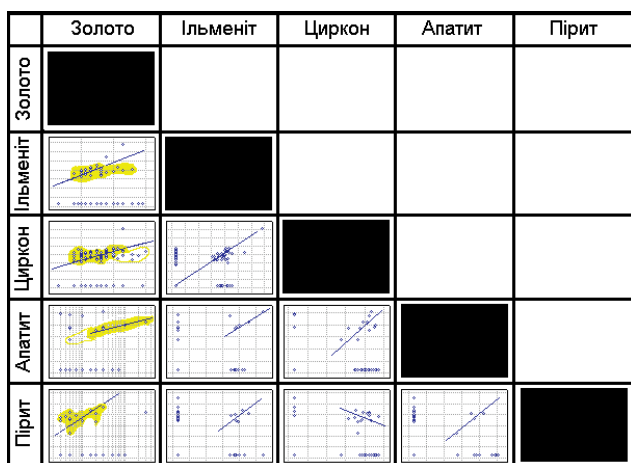 Золото Ільменіт Циркон Апатит Пірит
Золото
Ільменіт
Циркон
Апатит
Пірит